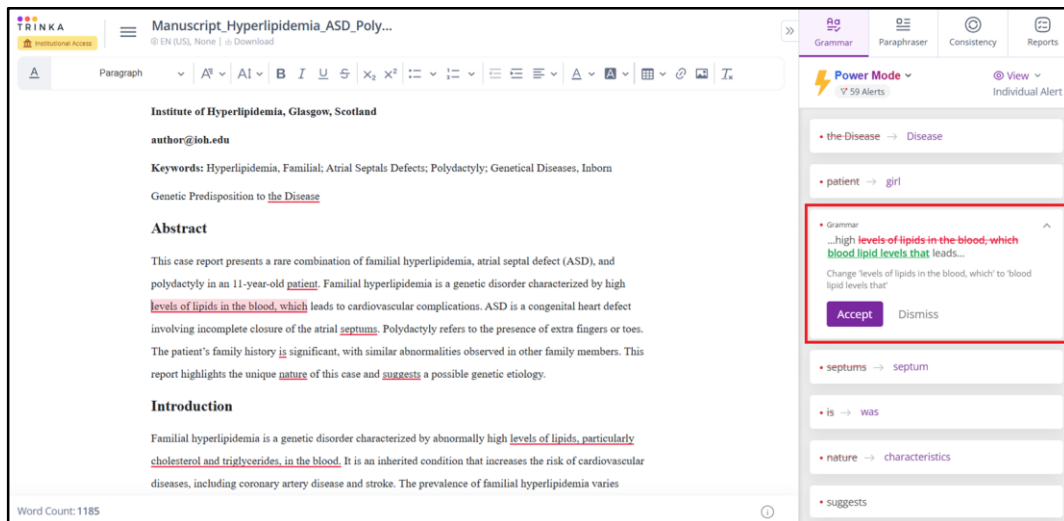 TRINKA
Institutional Access
Manuscript_Hyperlipidemia_ASD_Poly...
EN (US), None | Download
Paragraph
Institute of Hyperlipidemia, Glasgow, Scotland
author@ioh.edu
Keywords: Hyperlipidemia, Familial; Atrial Septals Defects; Polydactyly; Genetical Diseases, Inborn
Genetic Predisposition to the Disease
Abstract
This case report presents a rare combination of familial hyperlipidemia, atrial septal defect (ASD), and
polydactyly in an 11-year-old patient. Familial hyperlipidemia is a genetic disorder characterized by high
levels of lipids in the blood, which leads to cardiovascular complications. ASD is a congenital heart defect
involving incomplete closure of the atrial septums. Polydactyly refers to the presence of extra fingers or toes.
The patient's family history is significant, with similar abnormalities observed in other family members. This
report highlights the unique nature of this case and suggests a possible genetic etiology.
Introduction
Familial hyperlipidemia is a genetic disorder characterized by abnormally high levels of lipids, particularly
cholesterol and triglycerides, in the blood. It is an inherited condition that increases the risk of cardiovascular
diseases, including coronary artery disease and stroke. The prevalence of familial hyperlipidemia varies
Word Count: 1185
Grammar
Paraphraser
Consistency
Reports
Power Mode
View
59 Alerts
Individual Alert
the Disease → Disease
patient → girl
Grammar
...high levels of lipids in the blood, which
blood lipid levels that leads...
Change 'levels of lipids in the blood, which' to 'blood
lipid levels that'
Accept Dismiss
septums → septum
is → was
nature → characteristics
suggests